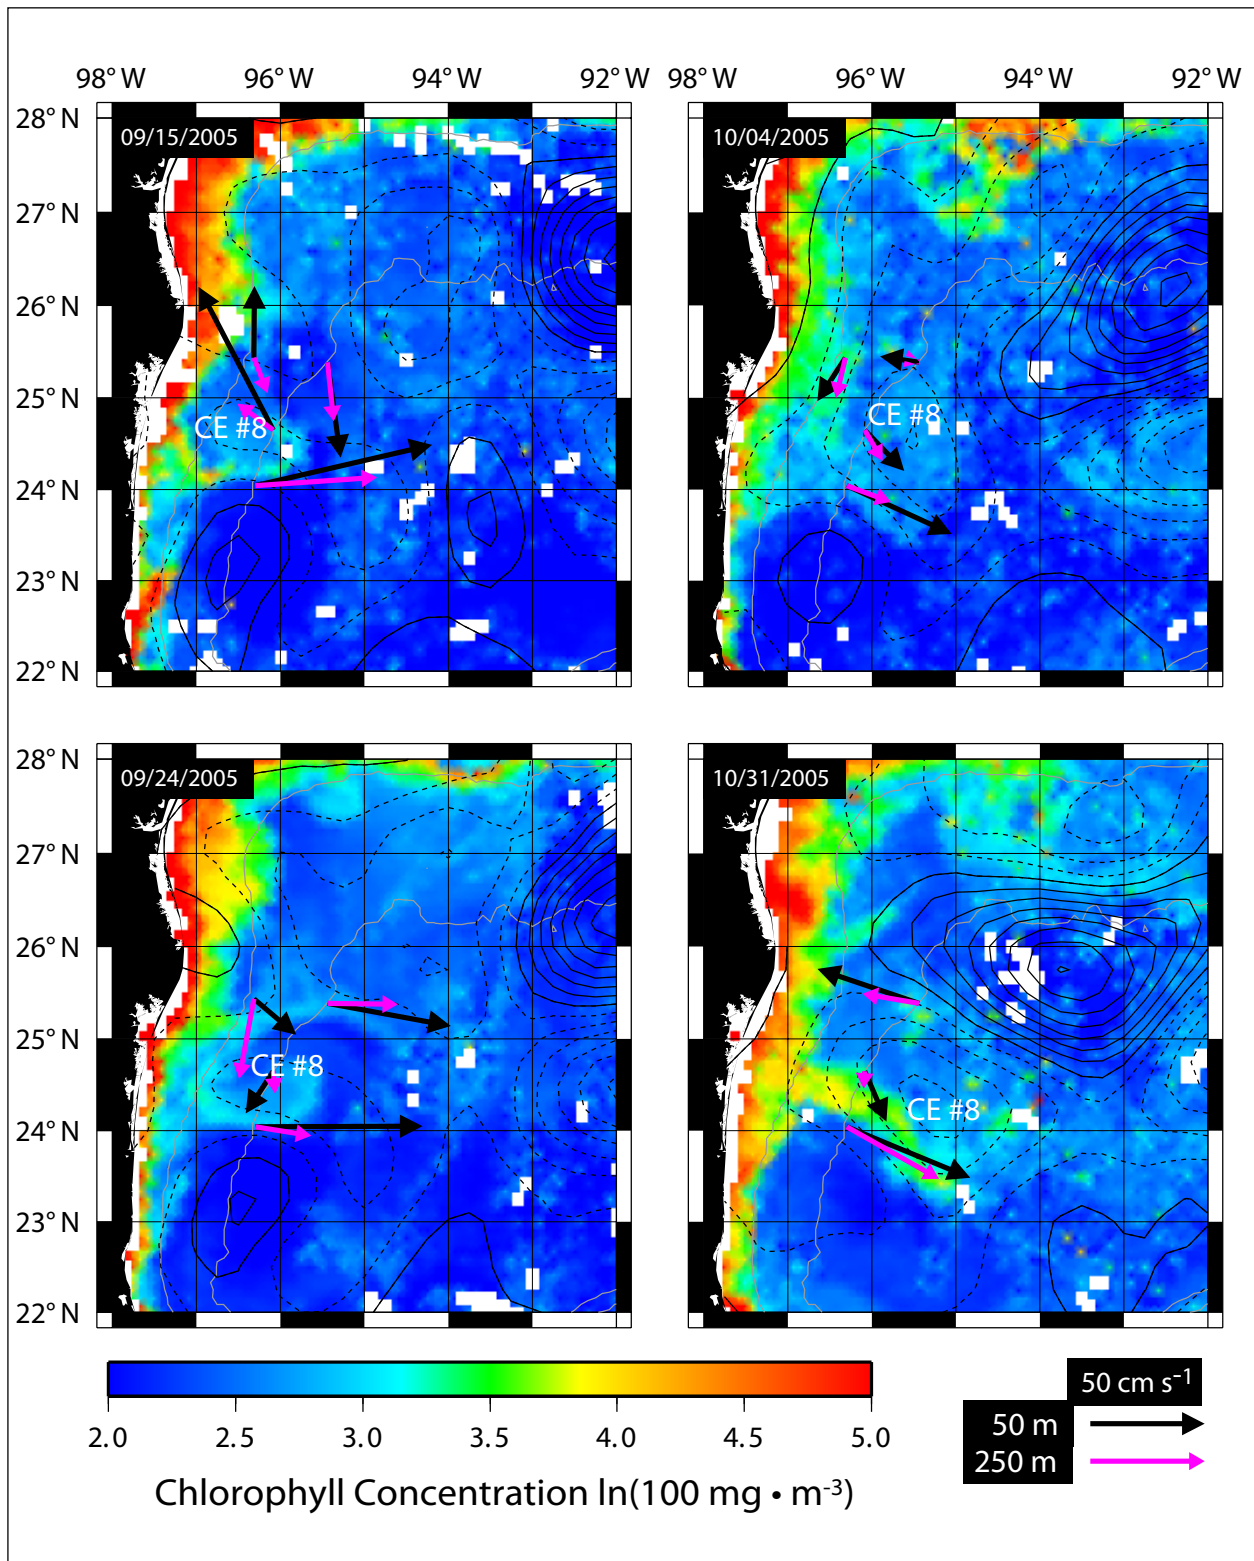 98° W 96° W 94° W 92° W 98° W 96° W 94° W 92° W
28° N
27° N
26° N
25° N
24° N
23° N
22° N
09/15/2005
CE #8
10/04/2005
CE #8
28° N
27° N
26° N
25° N
24° N
23° N
22° N
09/24/2005
CE #8
10/31/2005
CE #8
2.0 2.5 3.0 3.5 4.0 4.5 5.0
Chlorophyll Concentration ln(100 mg • m⁻³)
50 cm s⁻¹
50 m
250 m